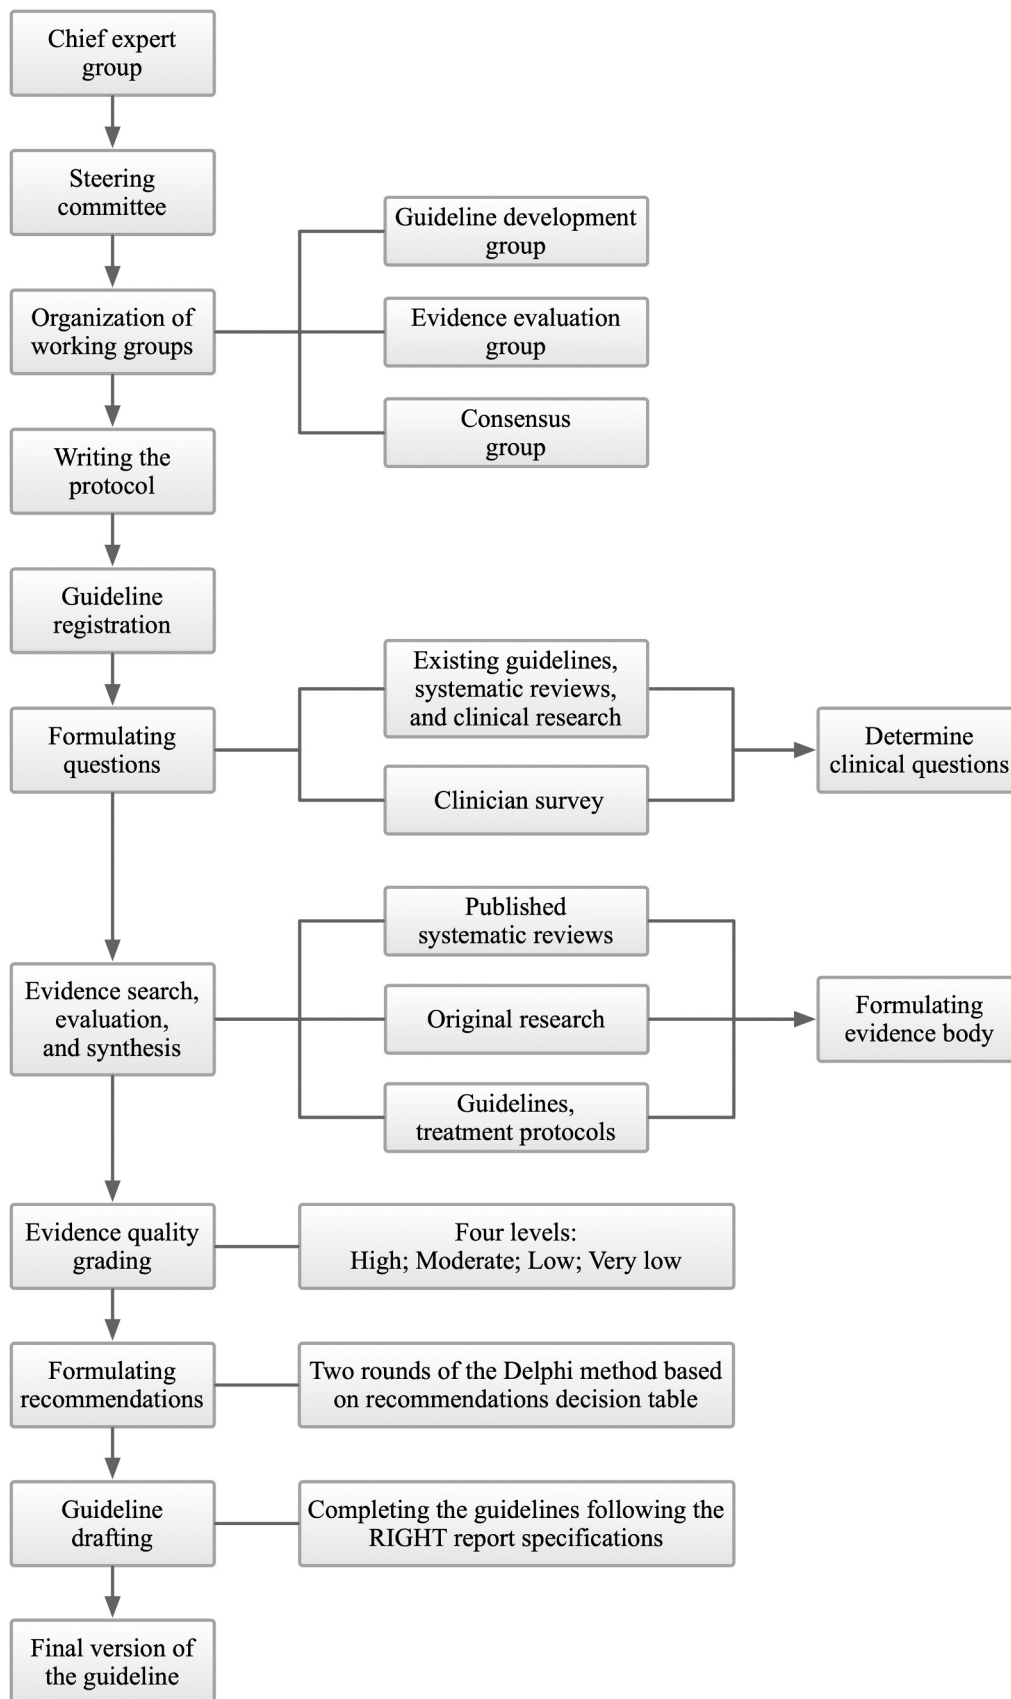 Chief expert
group
Steering
committee
Organization of
working groups
Guideline development
group
Evidence evaluation
group
Consensus
group
Writing the
protocol
Guideline
registration
Formulating
questions
Existing guidelines,
systematic reviews,
and clinical research
Clinician survey
Determine
clinical questions
Evidence search,
evaluation,
and synthesis
Published
systematic reviews
Original research
Guidelines,
treatment protocols
Formulating
evidence body
Evidence quality
grading
Four levels:
High; Moderate; Low; Very low
Formulating
recommendations
Two rounds of the Delphi method based
on recommendations decision table
Guideline
drafting
Completing the guidelines following the
RIGHT report specifications
Final version of
the guideline